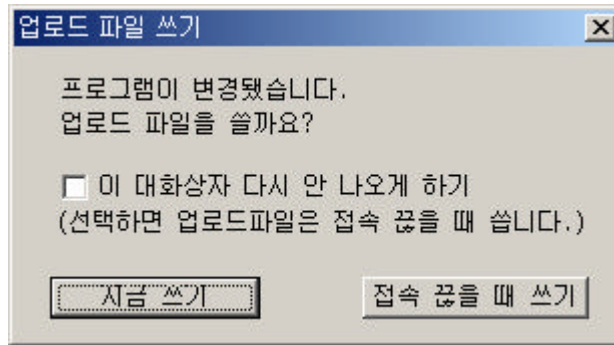 업로드 파일 쓰기
프로그램이 변경됐습니다.
업로드 파일을 쓸까요?
이 대화상자 다시 안 나오게 하기
(선택하면 업로드파일은 접속 끊을 때 씁니다.)
지금 쓰기
접속 끊을 때 쓰기